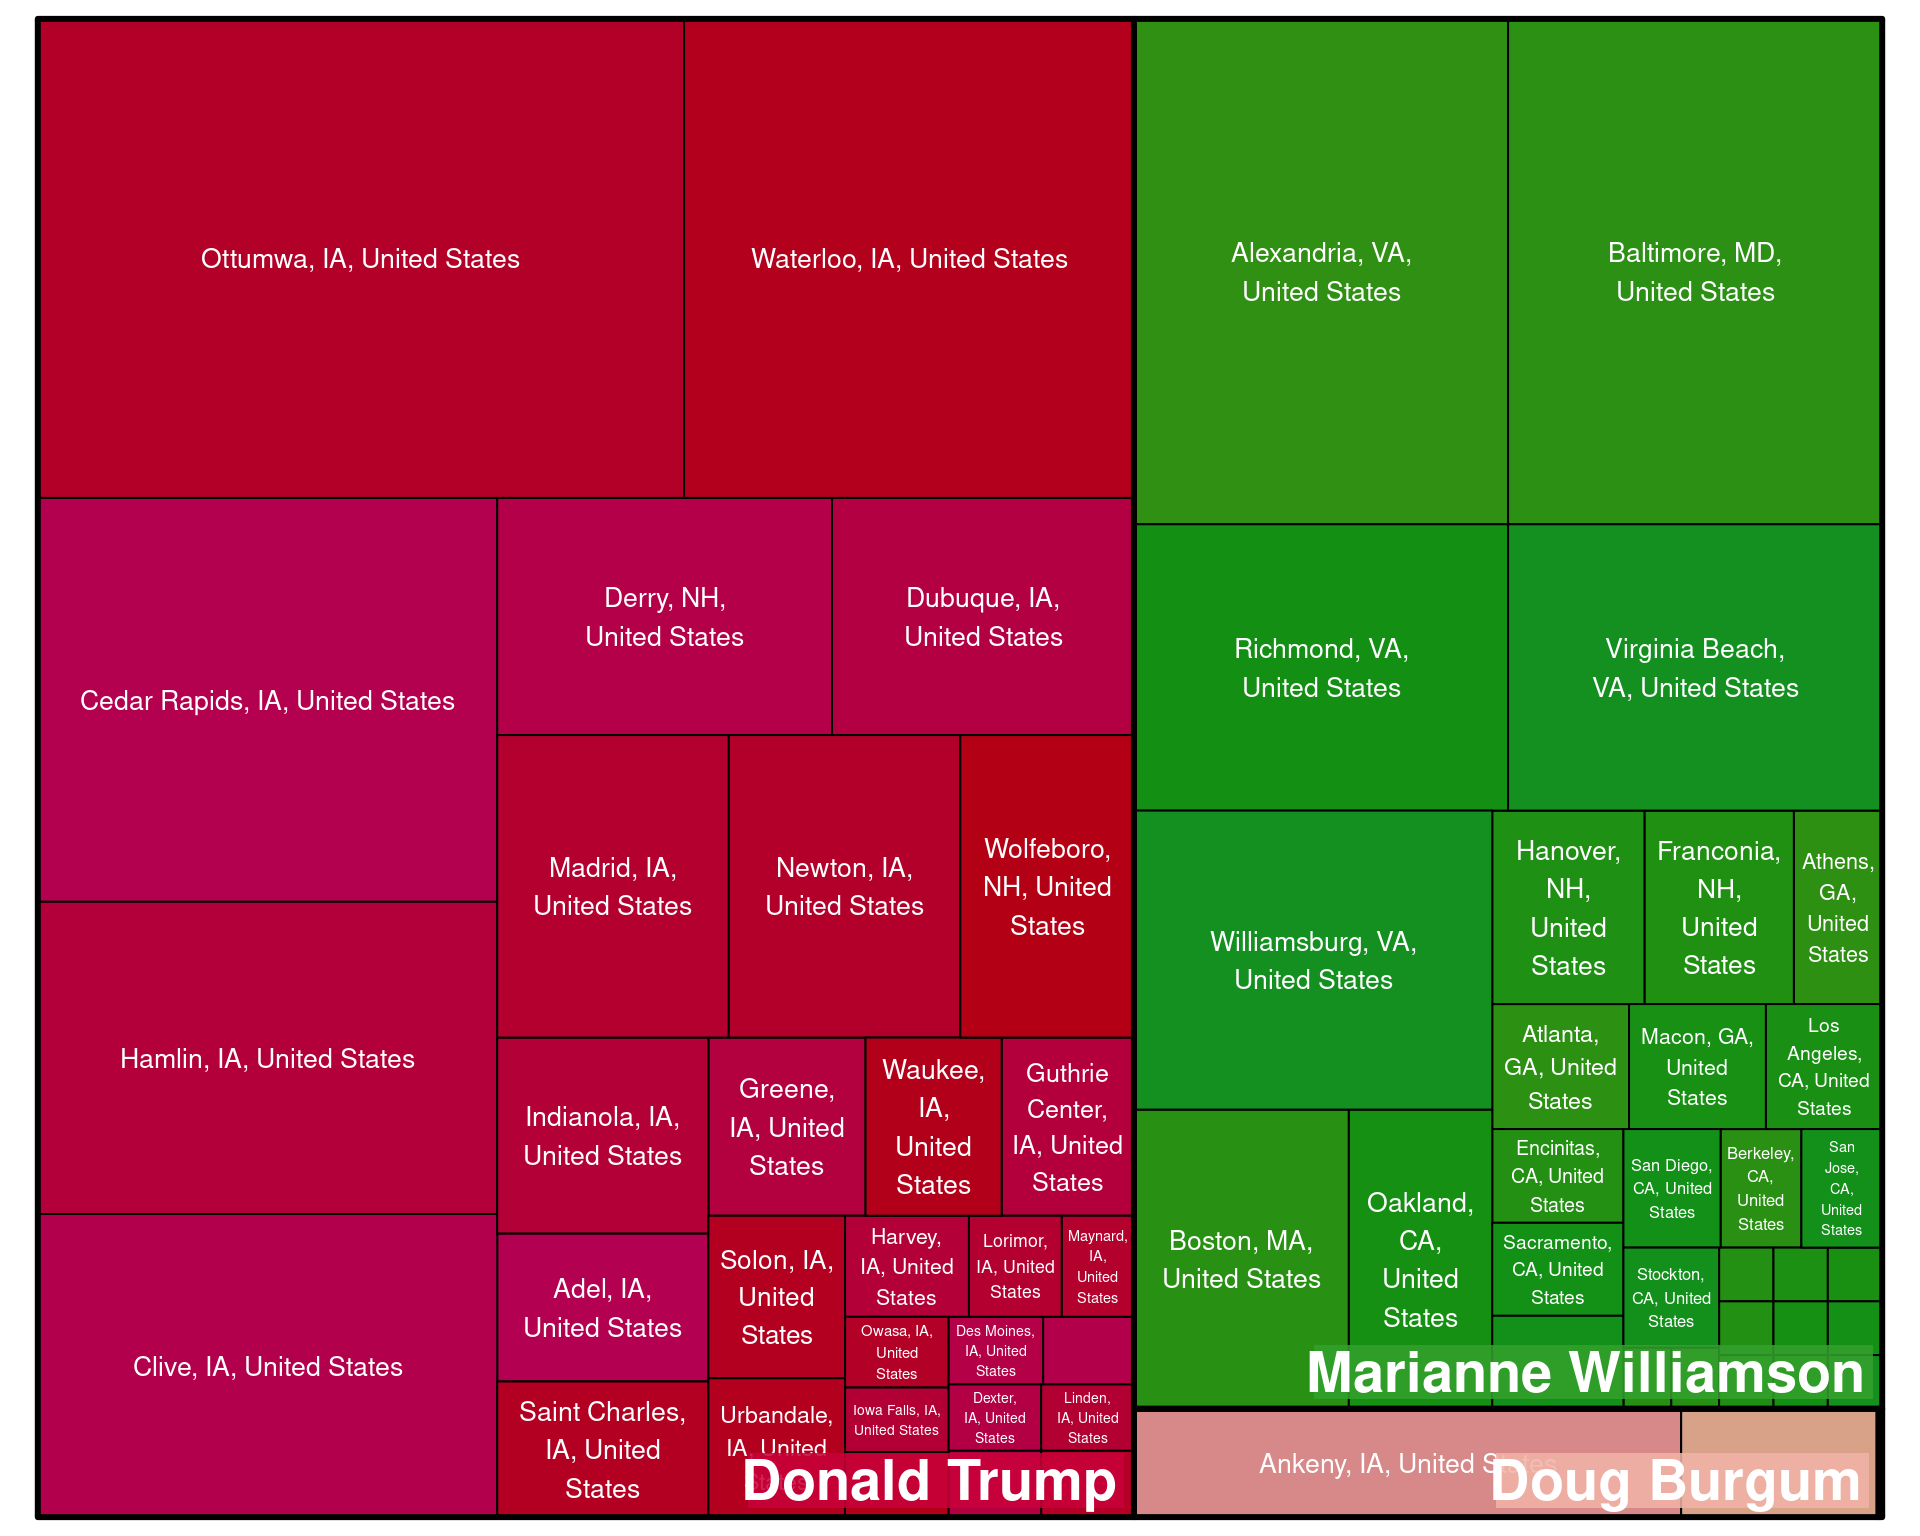 Ottumwa, IA, United States
Waterloo, IA, United States
Cedar Rapids, IA, United States
Derry, NH,
United States
Dubuque, IA,
United States
Hamlin, IA, United States
Madrid, IA,
United States
Newton, IA,
United States
Wolfeboro,
NH, United
States
Clive, IA, United States
Indianola, IA,
United States
Greene,
IA, United
States
Waukee,
IA,
United
States
Guthrie
Center,
IA, United
States
Adel, IA,
United States
Solon, IA,
United
States
Harvey,
IA, United
States
Lorimor,
IA, United
States
Maynard,
IA,
United
States
Saint Charles,
IA, United
States
Urbandale,
IA, United
States
Owasa, IA,
United
States
Des Moines,
IA, United
States
Iowa Falls, IA,
United States
Dexter,
IA, United
States
Linden,
IA, United
States
Donald Trump
Alexandria, VA,
United States
Baltimore, MD,
United States
Richmond, VA,
United States
Virginia Beach,
VA, United States
Williamsburg, VA,
United States
Hanover,
NH,
United
States
Franconia,
NH,
United
States
Athens,
GA,
United
States
Atlanta,
GA, United
States
Macon, GA,
United
States
Los
Angeles,
CA, United
States
Boston, MA,
United States
Oakland,
CA,
United
States
Encinitas,
CA, United
States
San Diego,
CA, United
States
Berkeley,
CA,
United
States
San
Jose,
CA,
United
States
Sacramento,
CA, United
States
Stockton,
CA, United
States
Marianne Williamson
Ankeny, IA, United States
Doug Burgum